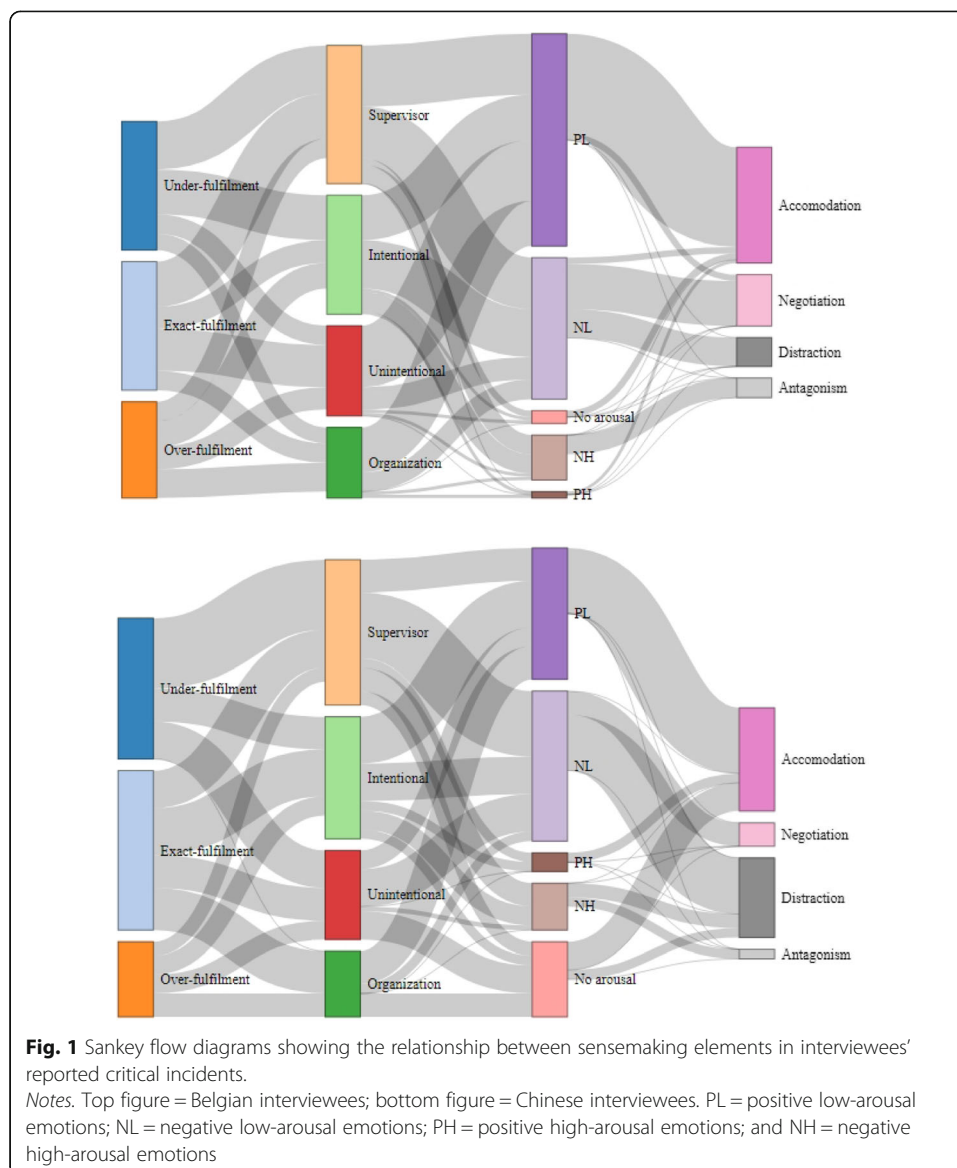 Supervisor
PL
Under-fulfilment
Accomodation
Intentional
Negotiation
Exact-fulfilment
NL
Distraction
Unintentional
Antagonism
No arousal
Over-fulfilment
Organization
NH
PH
PL
Supervisor
Under-fulfilment
Accomodation
NL
Intentional
Negotiation
Exact-fulfilment
PH
Unintentional
Distraction
NH
Antagonism
Over-fulfilment
Organization
No arousal
Fig. 1 Sankey flow diagrams showing the relationship between sensemaking elements in interviewees’
reported critical incidents.
Notes. Top figure = Belgian interviewees; bottom figure = Chinese interviewees. PL = positive low-arousal
emotions; NL = negative low-arousal emotions; PH = positive high-arousal emotions; and NH = negative
high-arousal emotions